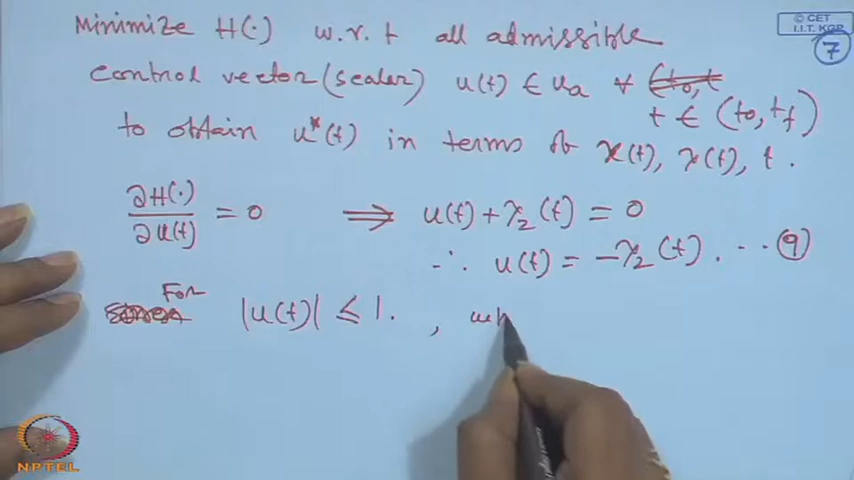 © CET
I.I.T. KGP
7
Minimize H(·) w.r.t all admissible
control vector (scalar) u(t) ∈ Ua ∀
t ∈ (t0, tf)
to obtain u*(t) in terms of x(t), λ(t), t.
∂H(·)/∂u(t) = 0 ⟹ u(t) + λ2(t) = 0
∴ u(t) = -λ2(t). ... (9)
For |u(t)| ≤ 1. , wh
NPTEL